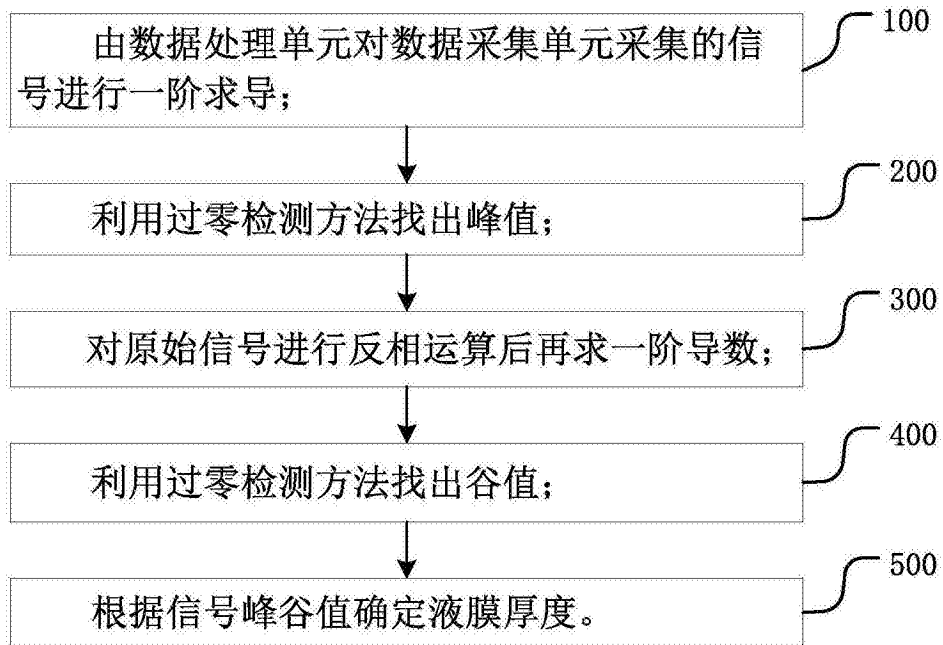 由数据处理单元对数据采集单元采集的信
100
号进行一阶求导；
利用过零检测方法找出峰值；
200
对原始信号进行反相运算后再求一阶导数；
300
利用过零检测方法找出谷值；
400
根据信号峰谷值确定液膜厚度。
500